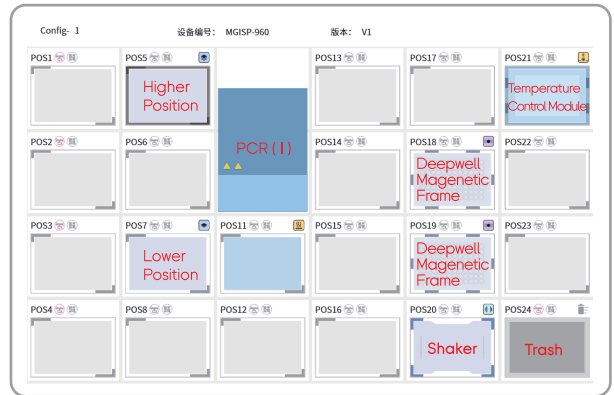 Config- 1 设备编号： MGISP-960 版本： V1
POS1 POS5 POS13 POS17 POS21
Higher
Position
Temperature
Control Module
POS2 POS6 PCR ( I ) POS14 POS18 POS22
Deepwell
Magenetic
Frame
POS3 POS7 POS11 POS15 POS19 POS23
Lower
Position
Deepwell
Magenetic
Frame
POS4 POS8 POS12 POS16 POS20 POS24
Shaker
Trash